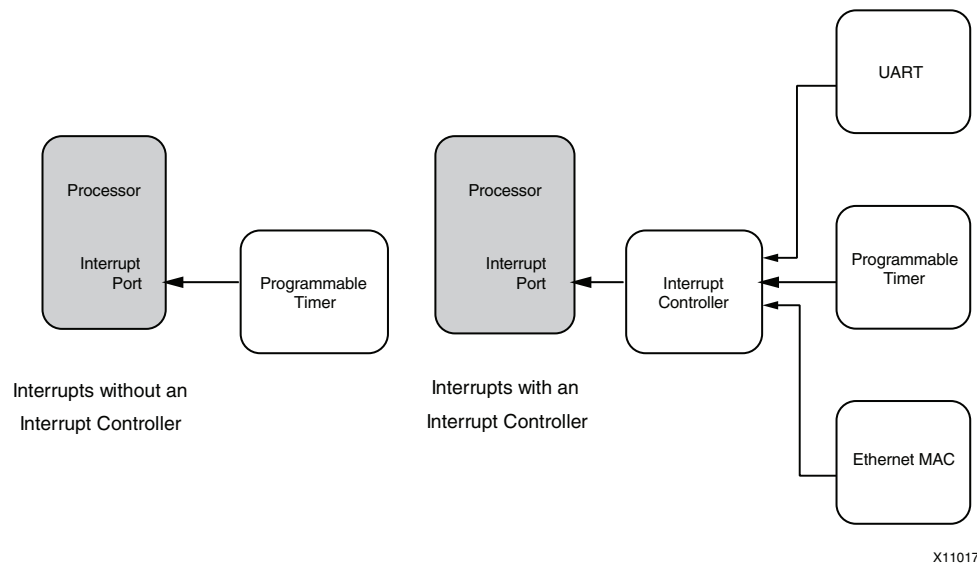 UART
Processor
Interrupt
Port
Programmable
Timer
Interrupts without an
Interrupt Controller
Processor
Interrupt
Port
Interrupt
Controller
Programmable
Timer
Interrupts with an
Interrupt Controller
Ethernet MAC
X11017